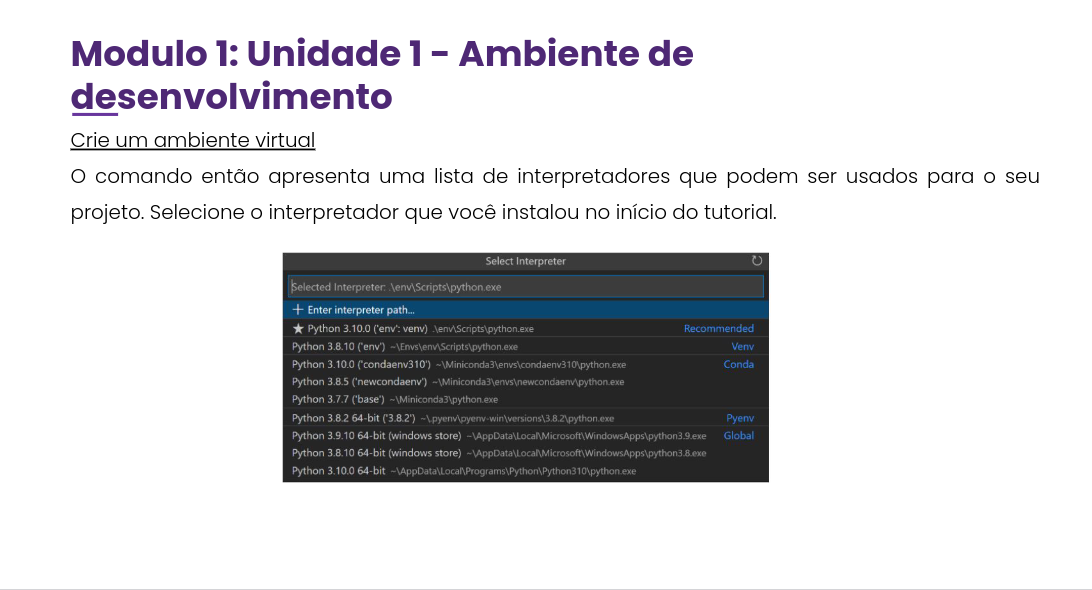 Modulo 1: Unidade 1 - Ambiente de
desenvolvimento
Crie um ambiente virtual
O comando então apresenta uma lista de interpretadores que podem ser usados para o seu
projeto. Selecione o interpretador que você instalou no início do tutorial.
Select Interpreter
Selected Interpreter: .\env\Scripts\python.exe
+ Enter interpreter path...
★ Python 3.10.0 ('env': venv) .\env\Scripts\python.exe Recommended
Python 3.8.10 ('env') ~\Envs\env\Scripts\python.exe Venv
Python 3.10.0 ('condaenv310') ~\Miniconda3\envs\condaenv310\python.exe Conda
Python 3.8.5 ('newcondaenv') ~\Miniconda3\envs\newcondaenv\python.exe
Python 3.7.7 ('base') ~\Miniconda3\python.exe
Python 3.8.2 64-bit ('3.8.2') ~\.pyenv\pyenv-win\versions\3.8.2\python.exe Pyenv
Python 3.9.10 64-bit (windows store) ~\AppData\Local\Microsoft\WindowsApps\python3.9.exe Global
Python 3.8.10 64-bit (windows store) ~\AppData\Local\Microsoft\WindowsApps\python3.8.exe
Python 3.10.0 64-bit ~\AppData\Local\Programs\Python\Python310\python.exe